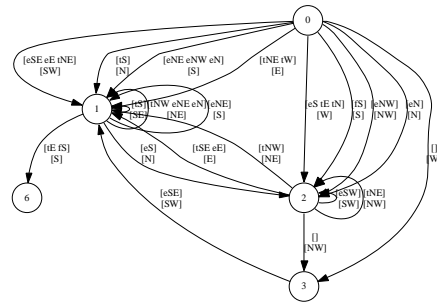 0
[eSE eE tNE]
[SW]
[tS]
[N]
[eNE eNW eN]
[S]
[tNE tW]
[E]
[eS tE tN]
[W]
[fS]
[S]
[eNW]
[NW]
[eN]
[N]
[]
1
[tS]
[SE]
[tNW eNE eN]
[NE]
[eNE]
[S]
[tE fS]
[S]
[eS]
[N]
[tSE eE]
[E]
[tNW]
[NE]
6
2
[eSW]
[SW]
[tNE]
[NW]
[eSE]
[SW]
[]
[NW]
3